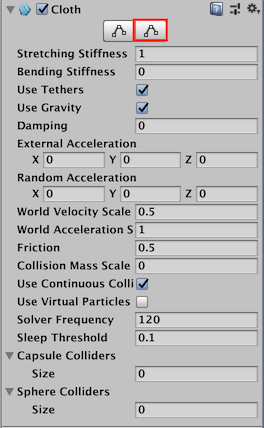 Cloth
Stretching Stiffness 1
Bending Stiffness 0
Use Tethers
Use Gravity
Damping 0
External Acceleration
X 0 Y 0 Z 0
Random Acceleration
X 0 Y 0 Z 0
World Velocity Scale 0.5
World Acceleration S 1
Friction 0.5
Collision Mass Scale 0
Use Continuous Colli
Use Virtual Particles
Solver Frequency 120
Sleep Threshold 0.1
Capsule Colliders
Size 0
Sphere Colliders
Size 0